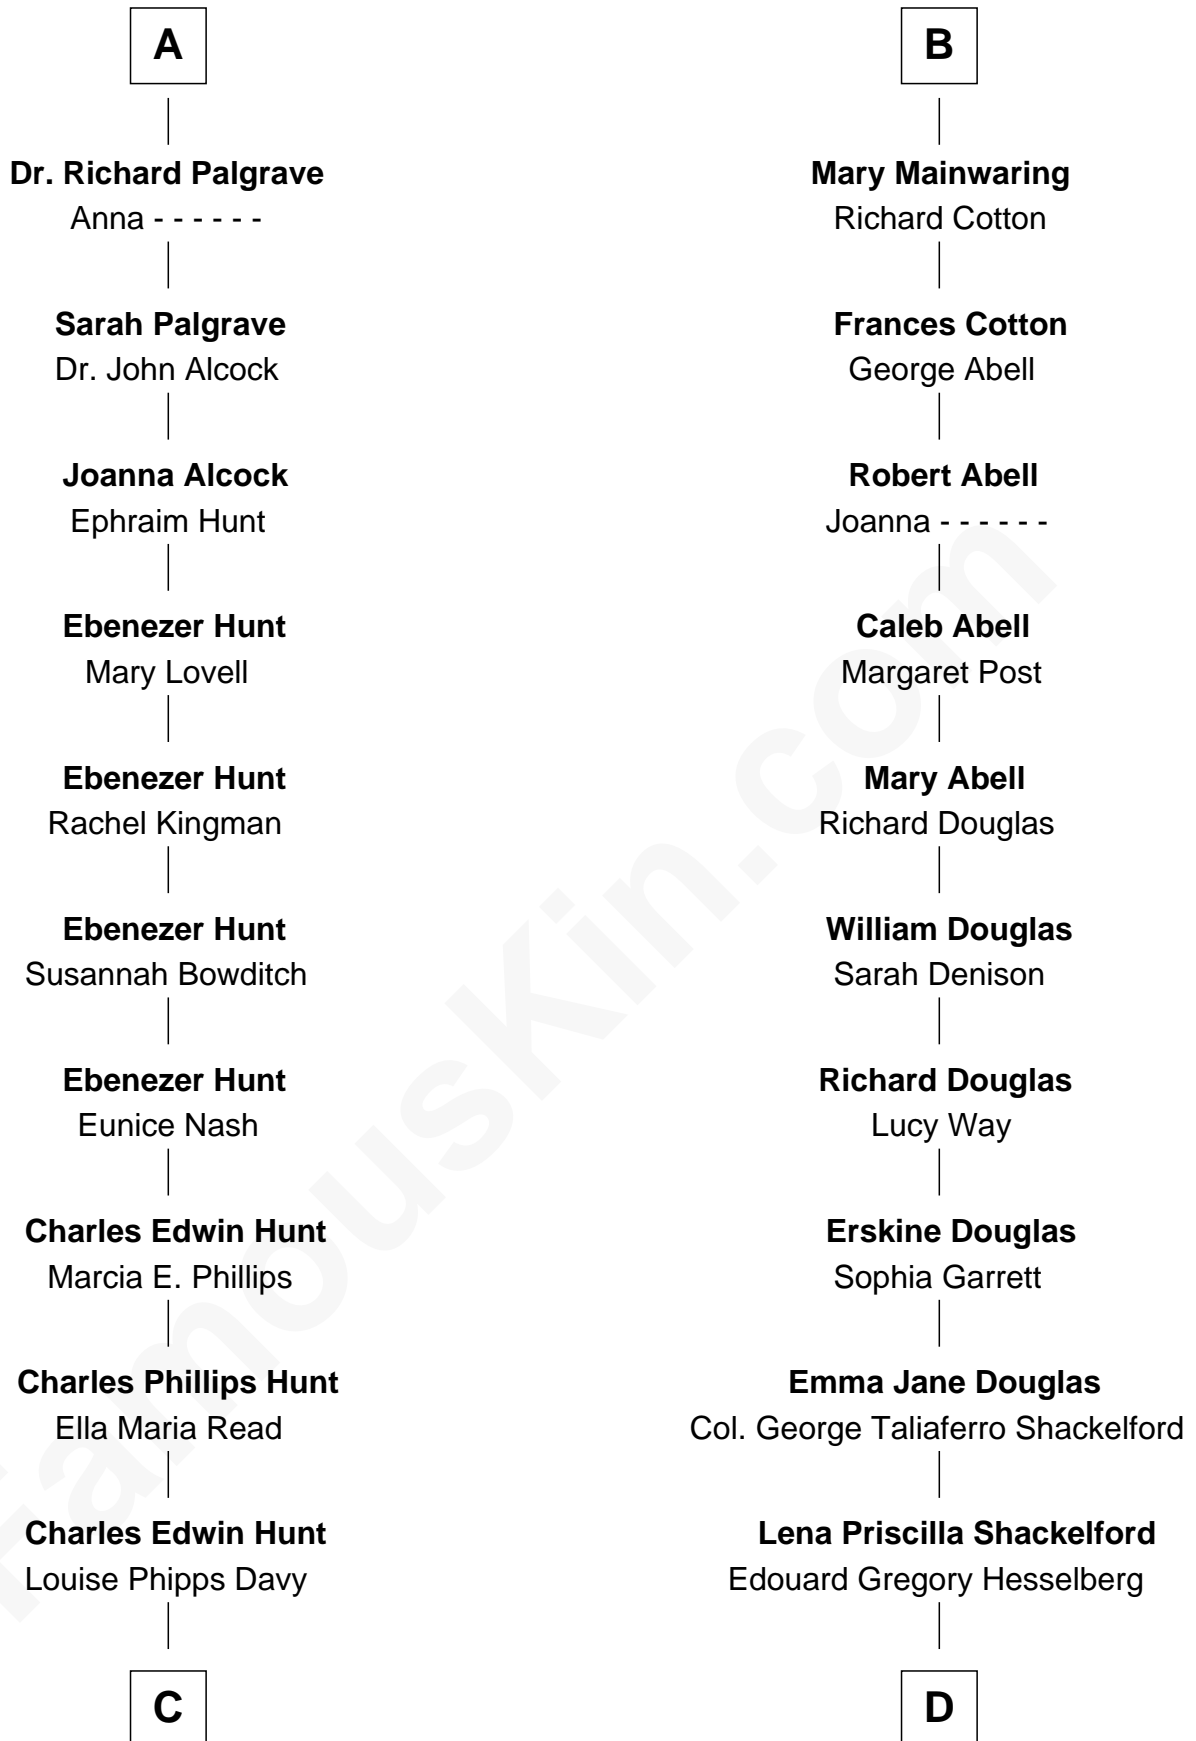 A
Dr. Richard Palgrave
Anna - - - - - -
Sarah Palgrave
Dr. John Alcock
Joanna Alcock
Ephraim Hunt
Ebenezer Hunt
Mary Lovell
Ebenezer Hunt
Rachel Kingman
Ebenezer Hunt
Susannah Bowditch
Ebenezer Hunt
Eunice Nash
Charles Edwin Hunt
Marcia E. Phillips
Charles Phillips Hunt
Ella Maria Read
Charles Edwin Hunt
Louise Phipps Davy
C
B
Mary Mainwaring
Richard Cotton
Frances Cotton
George Abell
Robert Abell
Joanna - - - - - -
Caleb Abell
Margaret Post
Mary Abell
Richard Douglas
William Douglas
Sarah Denison
Richard Douglas
Lucy Way
Erskine Douglas
Sophia Garrett
Emma Jane Douglas
Col. George Taliaferro Shackelford
Lena Priscilla Shackelford
Edouard Gregory Hesselberg
D
FamousKin.com